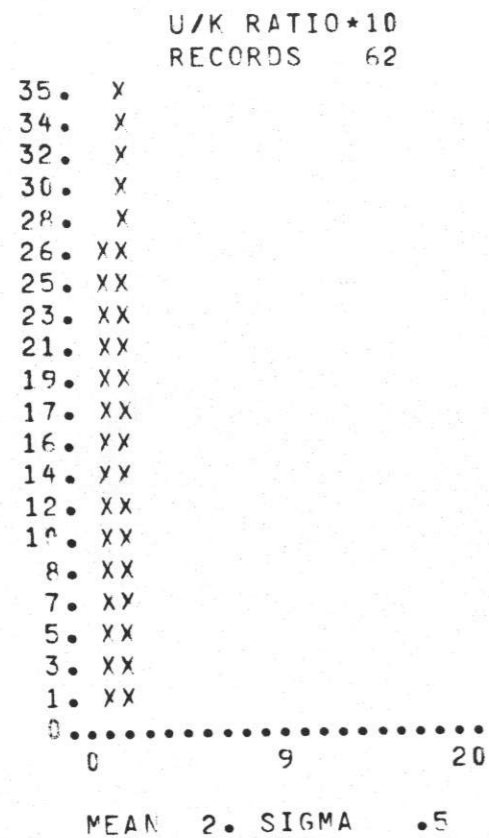 U/K RATIO*10
RECORDS 62
35. X
34. X
32. X
30. X
28. X
26. XX
25. XX
23. XX
21. XX
19. XX
17. XX
16. XX
14. XX
12. XX
10. XX
8. XX
7. XX
5. XX
3. XX
1. XX
0.....................
0 9 20
MEAN 2. SIGMA .5